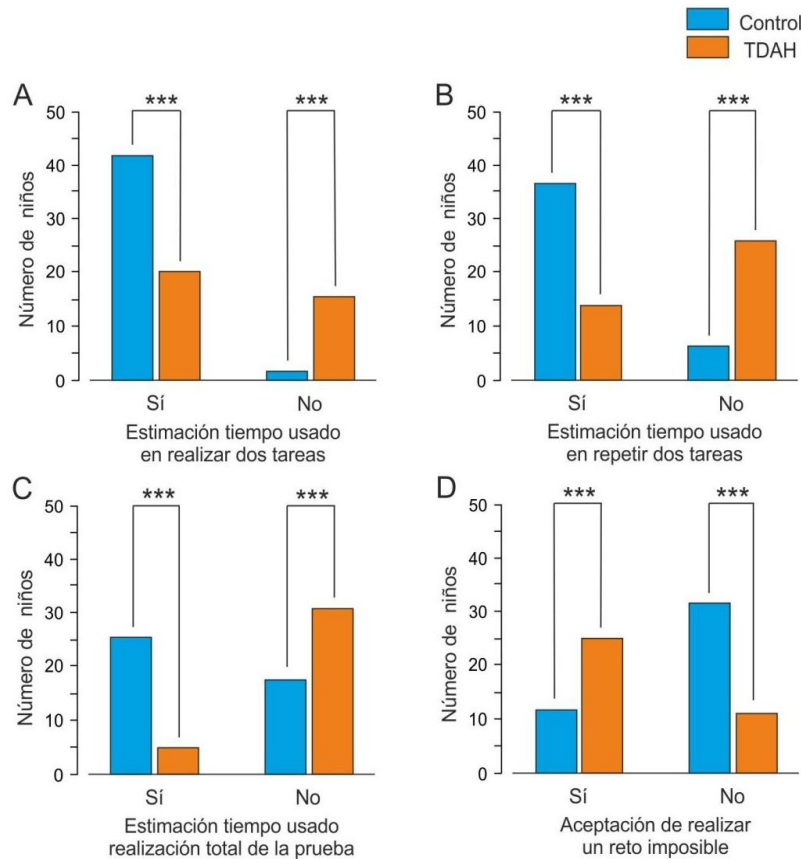 Control
TDAH
A
B
*** ***
*** ***
50
40
30
20
10
0
Número de niños
Sí No
Estimación tiempo usado
en realizar dos tareas
50
40
30
20
10
0
Número de niños
Sí No
Estimación tiempo usado
en repetir dos tareas
C
D
*** ***
*** ***
50
40
30
20
10
0
Número de niños
Sí No
Estimación tiempo usado
realización total de la prueba
50
40
30
20
10
0
Número de niños
Sí No
Aceptación de realizar
un reto imposible